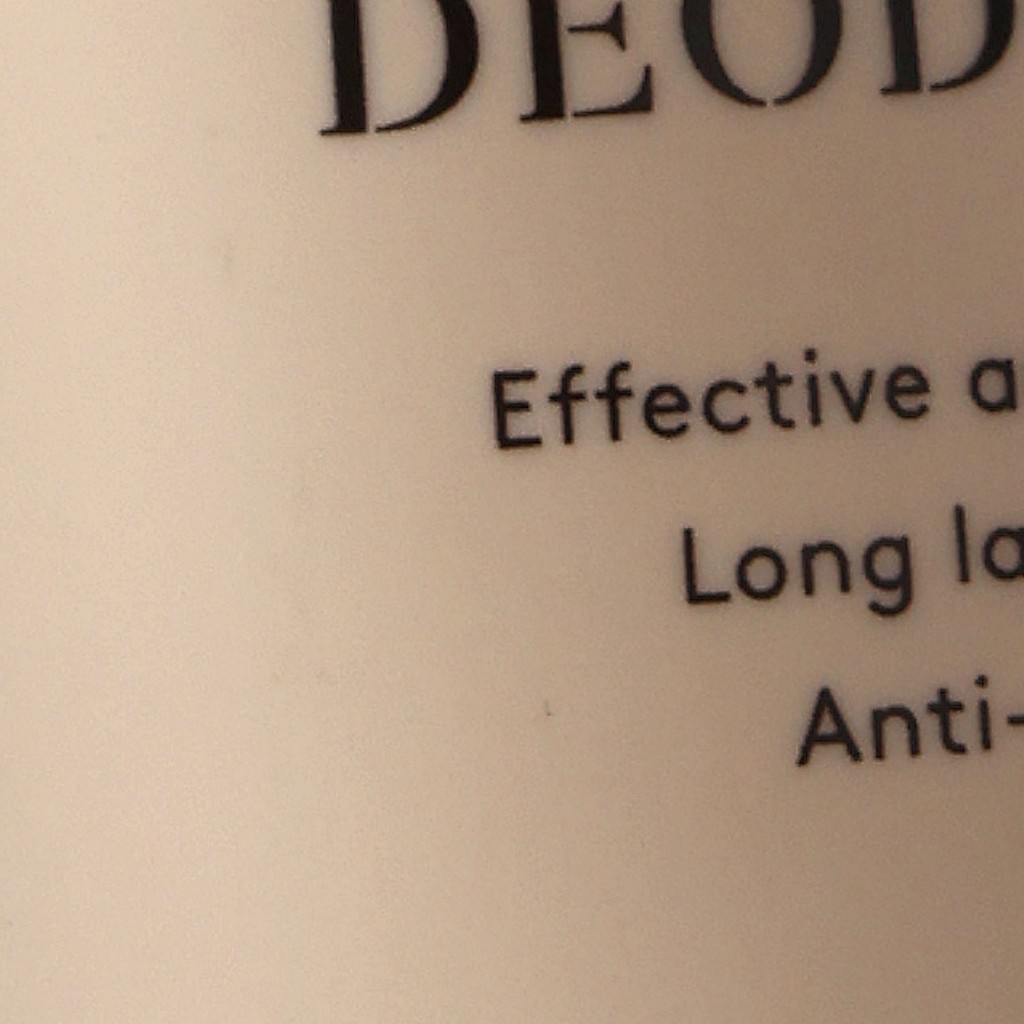 DEOD
Effective a
Long la
Anti-